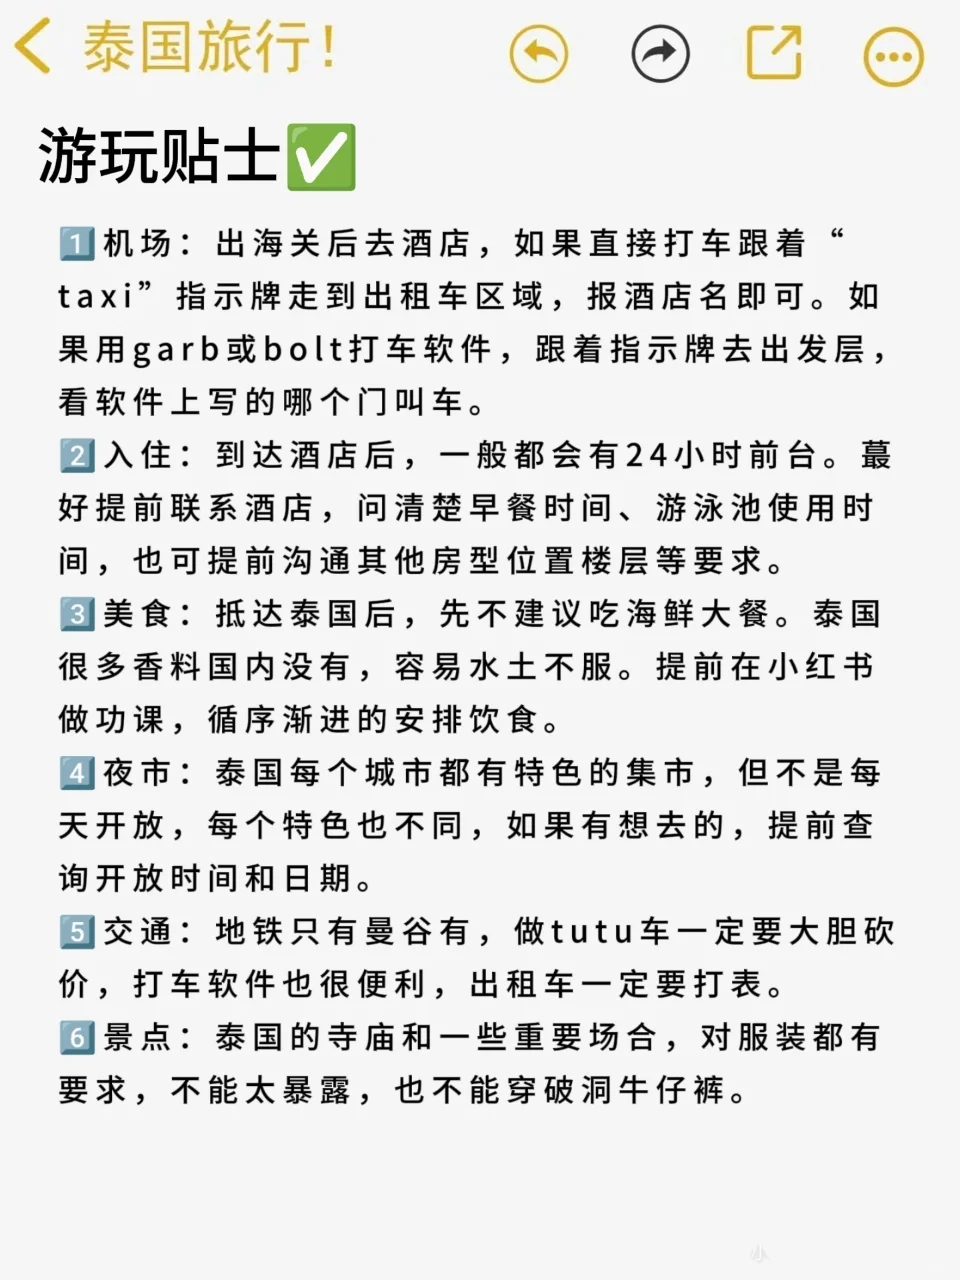 泰国旅行！
游玩贴士✅
1️⃣机场：出海关后去酒店，如果直接打车跟着“
taxi”指示牌走到出租车区域，报酒店名即可。如
果用garb或bolt打车软件，跟着指示牌去出发层，
看软件上写的哪个门叫车。
2️⃣入住：到达酒店后，一般都会有24小时前台。蕞
好提前联系酒店，问清楚早餐时间、游泳池使用时
间，也可提前沟通其他房型位置楼层等要求。
3️⃣美食：抵达泰国后，先不建议吃海鲜大餐。泰国
很多香料国内没有，容易水土不服。提前在小红书
做功课，循序渐进的安排饮食。
4️⃣夜市：泰国每个城市都有特色的集市，但不是每
天开放，每个特色也不同，如果有想去的，提前查
询开放时间和日期。
5️⃣交通：地铁只有曼谷有，做tutu车一定要大胆砍
价，打车软件也很便利，出租车一定要打表。
6️⃣景点：泰国的寺庙和一些重要场合，对服装都有
要求，不能太暴露，也不能穿破洞牛仔裤。
小